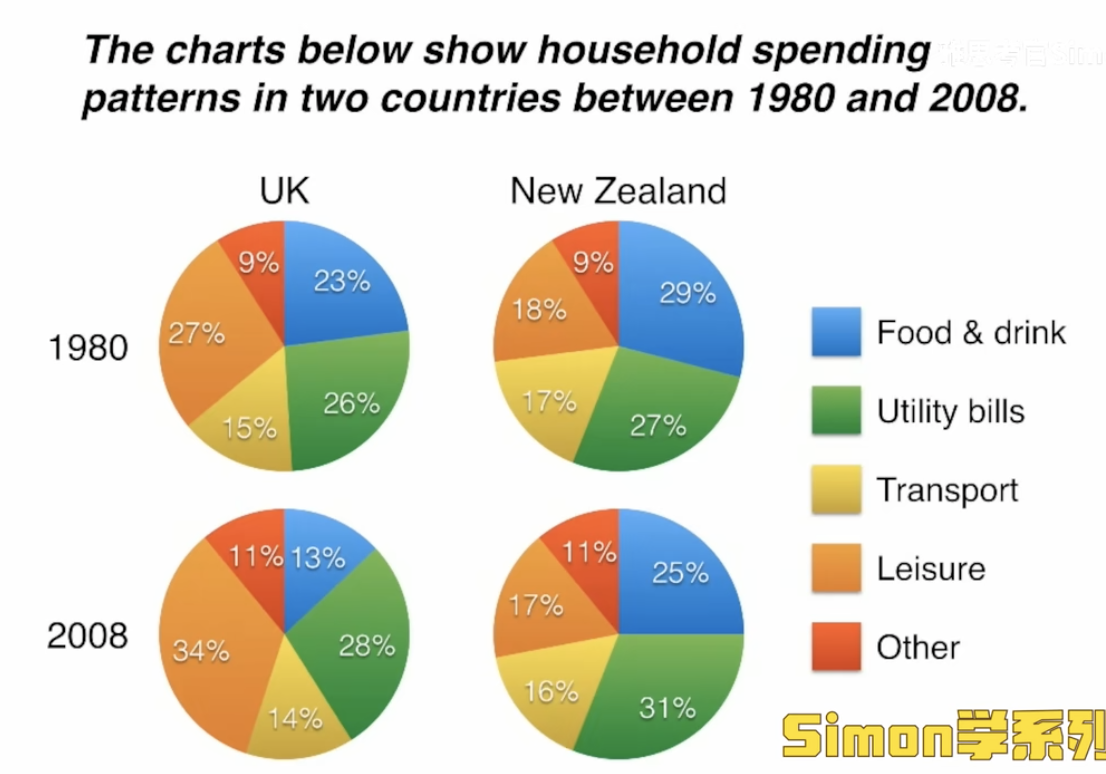 The charts below show household spending
patterns in two countries between 1980 and 2008.
UK
New Zealand
1980
9%
23%
27%
26%
15%
9%
29%
18%
17%
27%
2008
11%
13%
34%
28%
14%
11%
25%
17%
16%
31%
Food & drink
Utility bills
Transport
Leisure
Other
Simon学系列